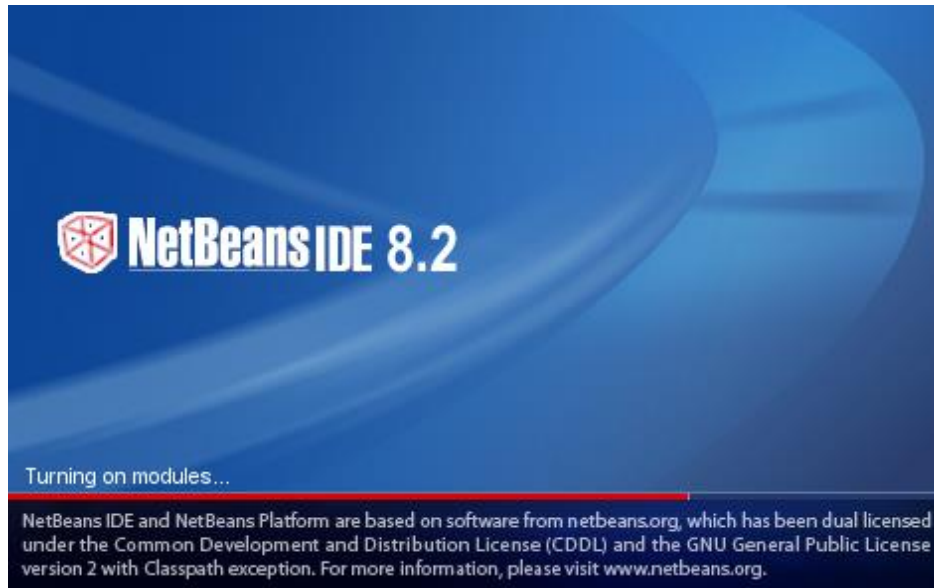 NetBeans IDE 8.2
Turning on modules...
NetBeans IDE and NetBeans Platform are based on software from netbeans.org, which has been dual licensed
under the Common Development and Distribution License (CDDL) and the GNU General Public License
version 2 with Classpath exception. For more information, please visit www.netbeans.org.